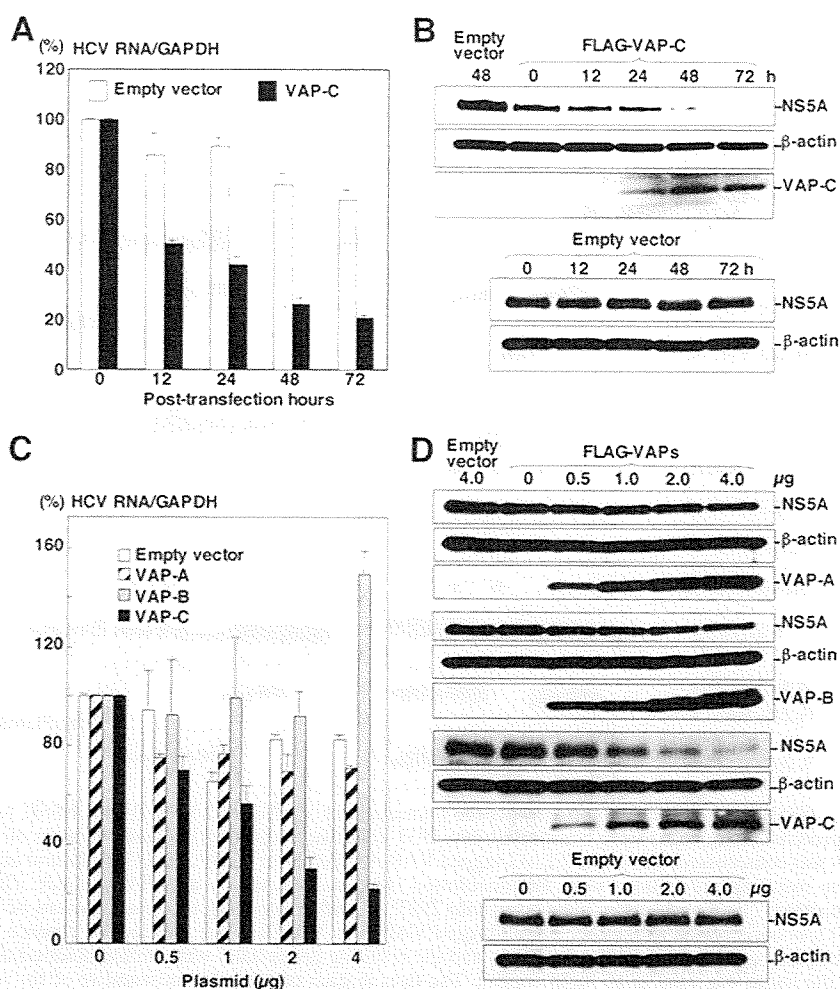 A
(%) HCV RNA/GAPDH
120
100
80
60
40
20
0
Empty vector
VAP-C
0 12 24 48 72
Post-transfection hours
B
Empty vector
FLAG-VAP-C
48 0 12 24 48 72 h
NS5A
β-actin
VAP-C
Empty vector
0 12 24 48 72 h
NS5A
β-actin
C
(%) HCV RNA/GAPDH
160
120
80
40
0
Empty vector
VAP-A
VAP-B
VAP-C
0 0.5 1 2 4
Plasmid (µg)
D
Empty vector
FLAG-VAPs
4.0 0 0.5 1.0 2.0 4.0 µg
NS5A
β-actin
VAP-A
NS5A
β-actin
VAP-B
NS5A
β-actin
VAP-C
Empty vector
0 0.5 1.0 2.0 4.0 µg
NS5A
β-actin